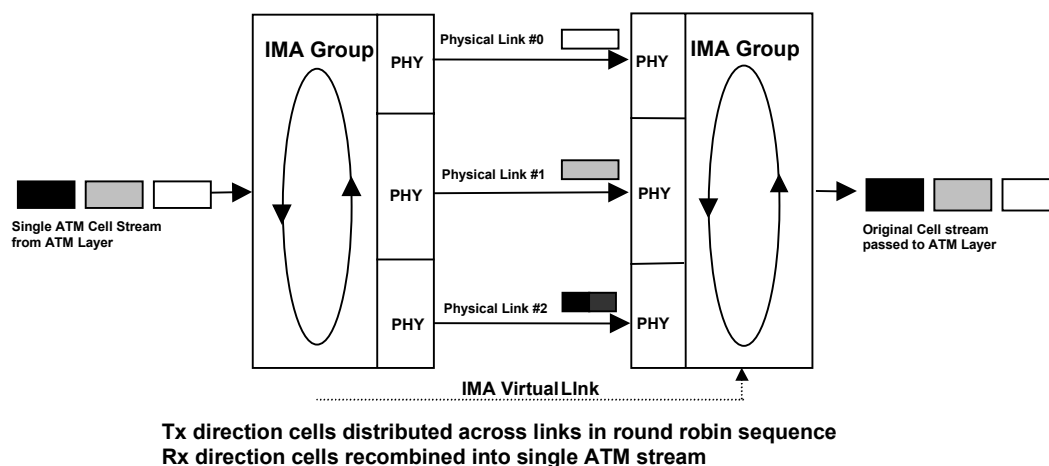 IMA Group
PHY
Physical Link #0
PHY
IMA Group
PHY
Physical Link #1
PHY
Single ATM Cell Stream
from ATM Layer
Original Cell stream
passed to ATM Layer
PHY
Physical Link #2
PHY
IMA Virtual LInk
Tx direction cells distributed across links in round robin sequence
Rx direction cells recombined into single ATM stream